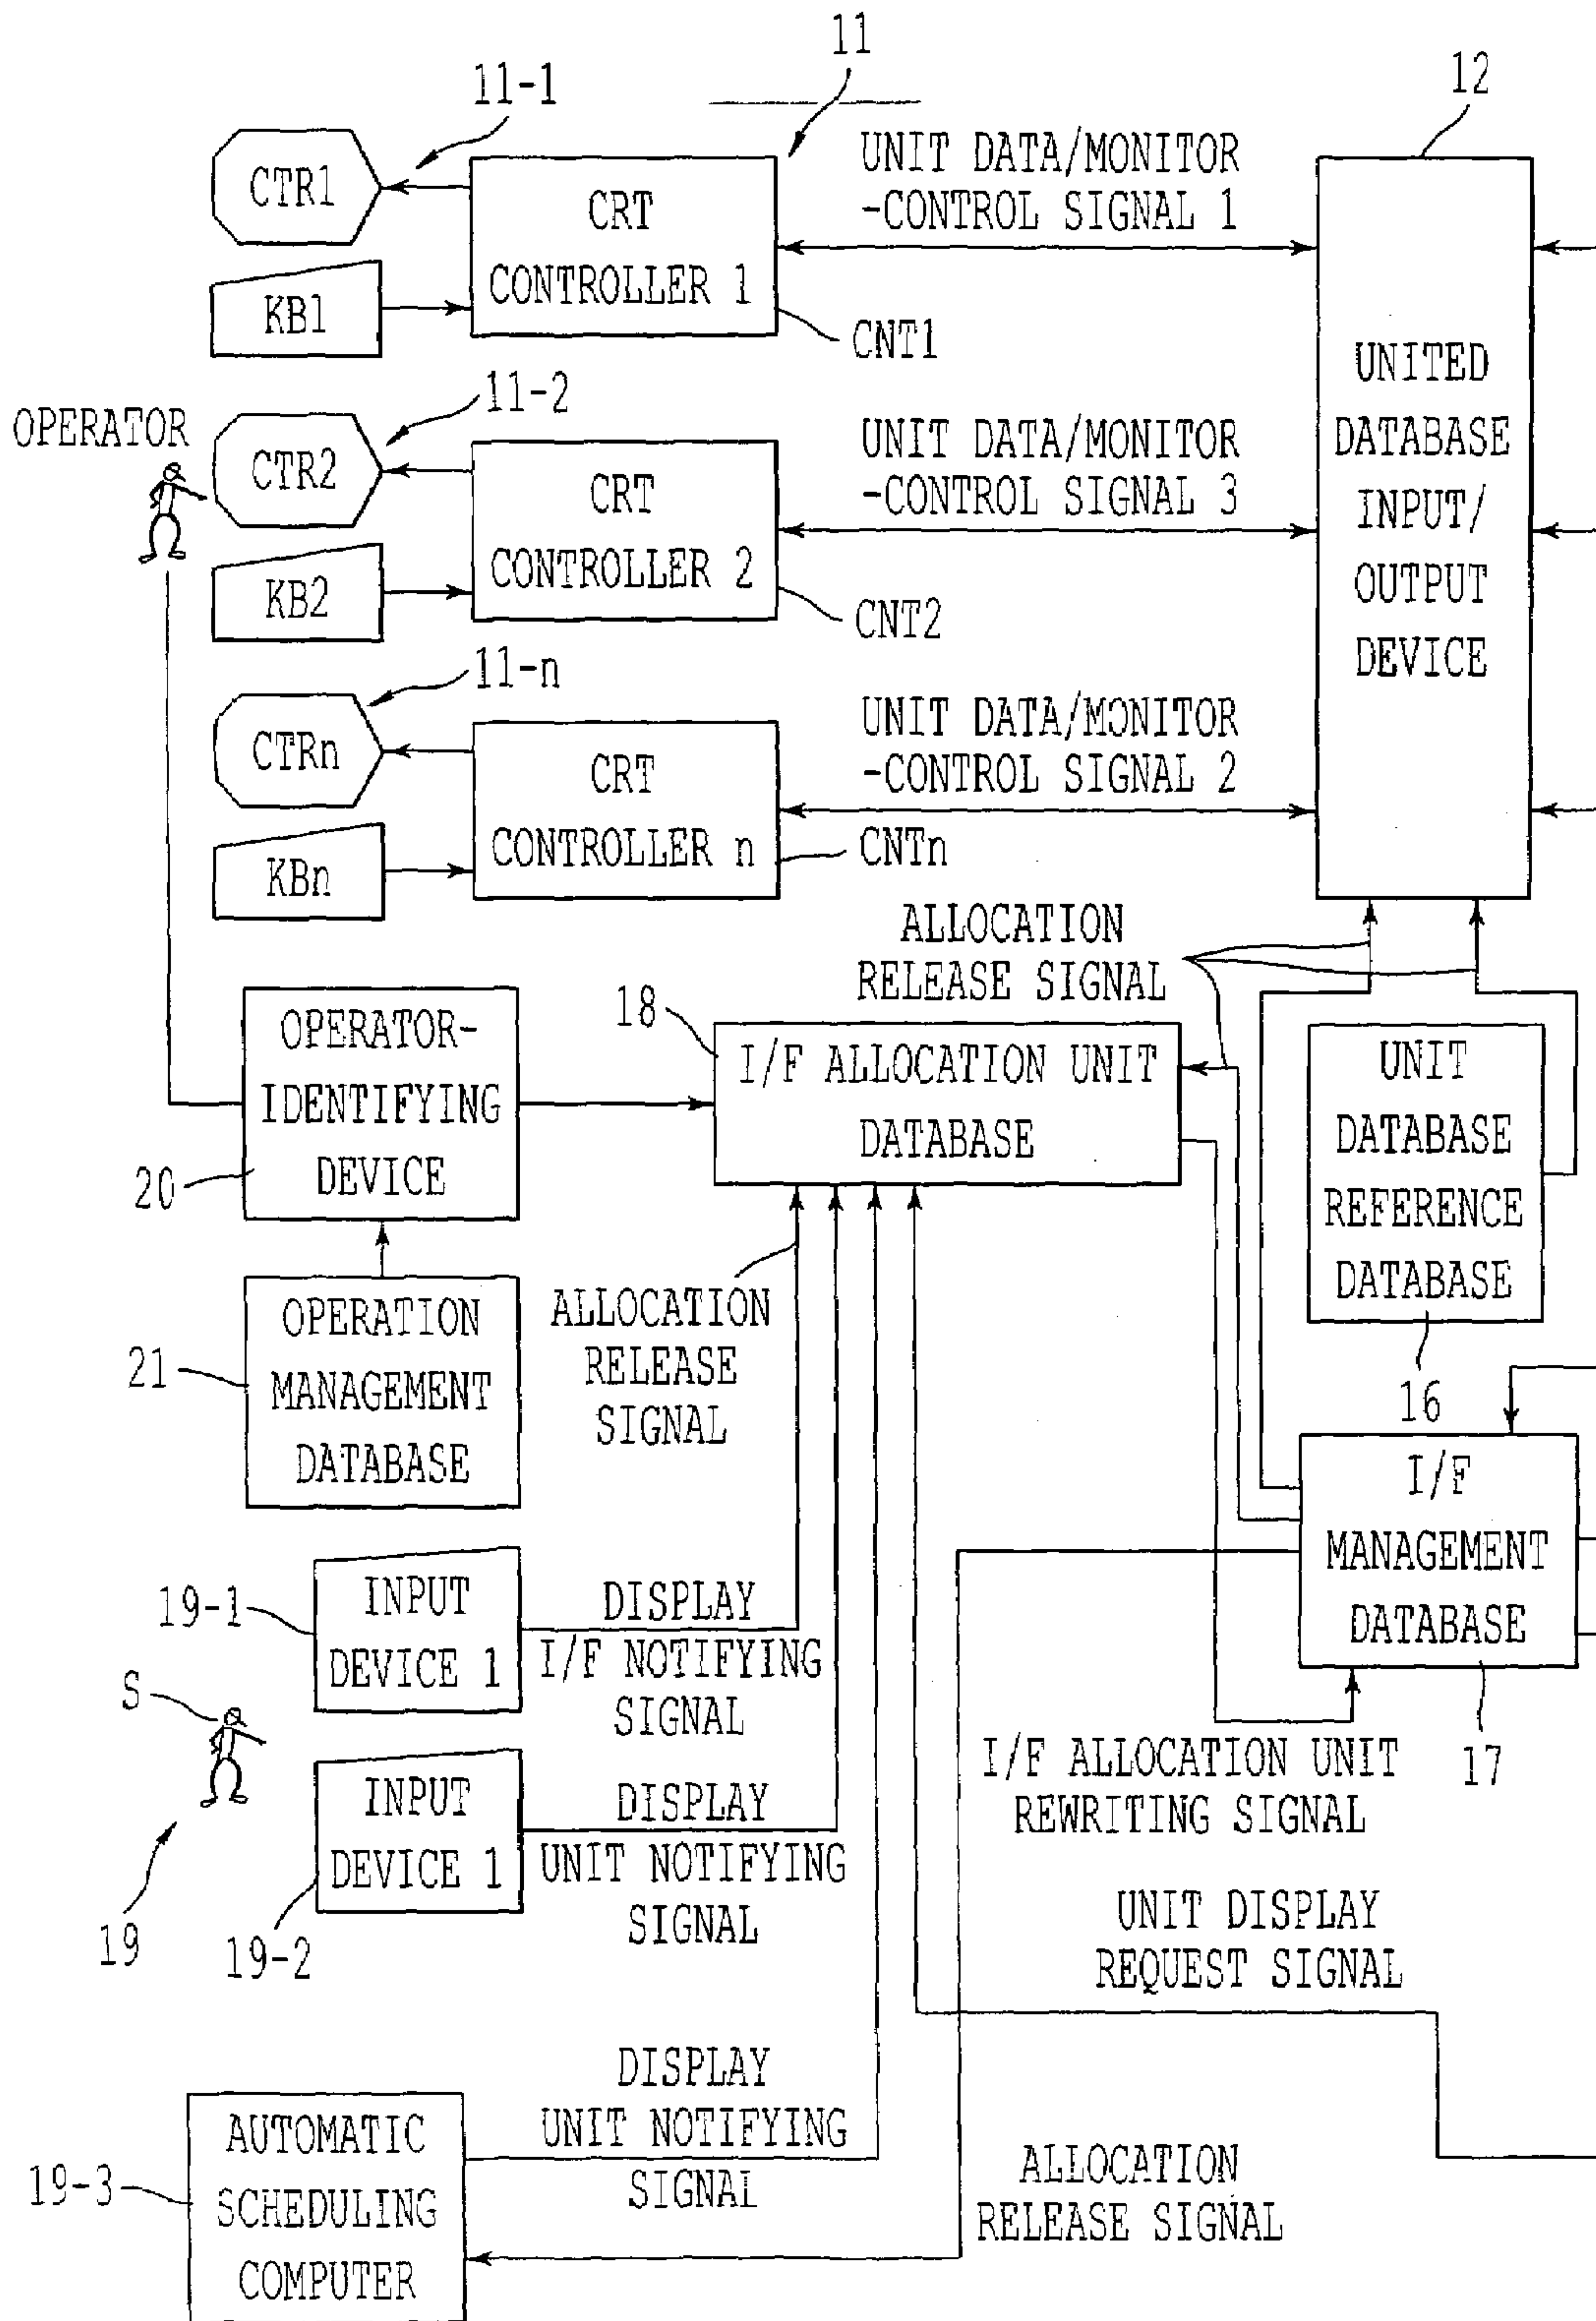 11
12
11-1
CTR1
KB1
CRT
CONTROLLER 1
CNT1
UNIT DATA/MONITOR
-CONTROL SIGNAL 1
UNITED
DATABASE
INPUT/
OUTPUT
DEVICE
OPERATOR
11-2
CTR2
KB2
CRT
CONTROLLER 2
CNT2
UNIT DATA/MONITOR
-CONTROL SIGNAL 3
11-n
CTRn
KBn
CRT
CONTROLLER n
CNTn
UNIT DATA/MONITOR
-CONTROL SIGNAL 2
ALLOCATION
RELEASE SIGNAL
OPERATOR-
IDENTIFYING
DEVICE
20
18
I/F ALLOCATION UNIT
DATABASE
UNIT
DATABASE
REFERENCE
DATABASE
16
OPERATION
MANAGEMENT
DATABASE
21
ALLOCATION
RELEASE
SIGNAL
I/F
MANAGEMENT
DATABASE
17
19-1
INPUT
DEVICE 1
DISPLAY
I/F NOTIFYING
SIGNAL
S
19
INPUT
DEVICE 1
19-2
DISPLAY
UNIT NOTIFYING
SIGNAL
I/F ALLOCATION UNIT
REWRITING SIGNAL
UNIT DISPLAY
REQUEST SIGNAL
19-3
AUTOMATIC
SCHEDULING
COMPUTER
DISPLAY
UNIT NOTIFYING
SIGNAL
ALLOCATION
RELEASE SIGNAL